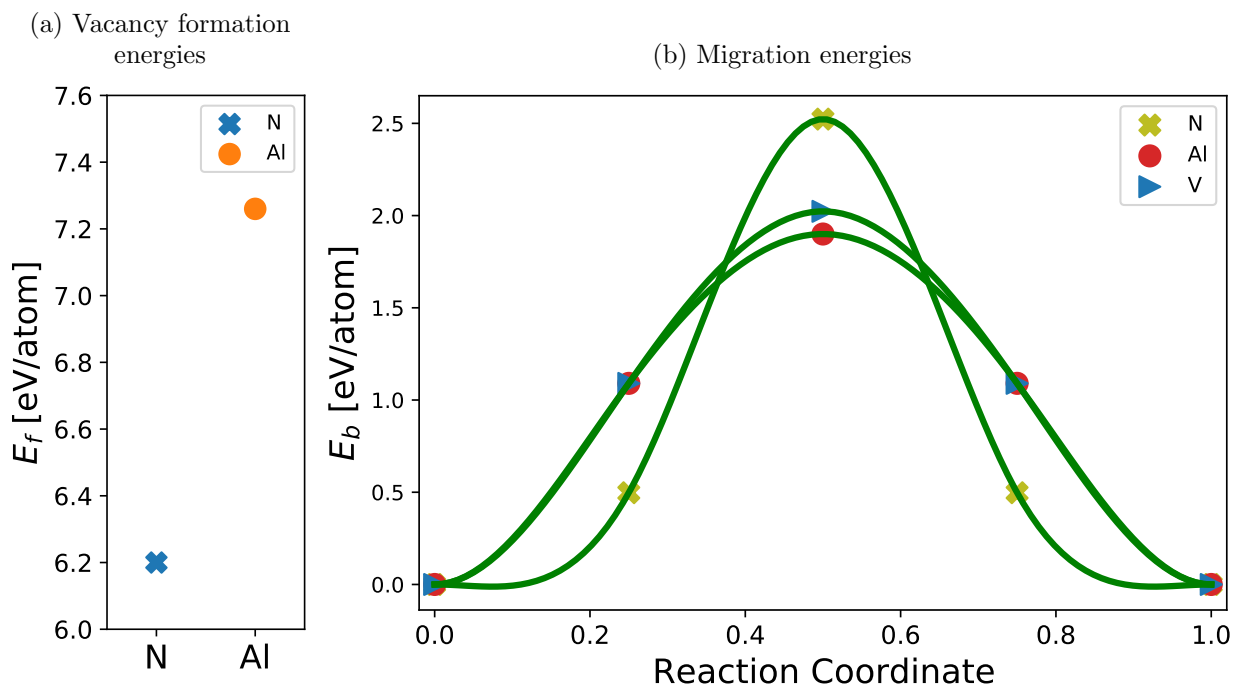 (a) Vacancy formation
energies
(b) Migration energies
7.6
7.4
7.2
7.0
6.8
6.6
6.4
6.2
6.0
E_f [eV/atom]
N
Al
N
Al
2.5
2.0
1.5
1.0
0.5
0.0
E_b [eV/atom]
N
Al
V
0.0 0.2 0.4 0.6 0.8 1.0
Reaction Coordinate